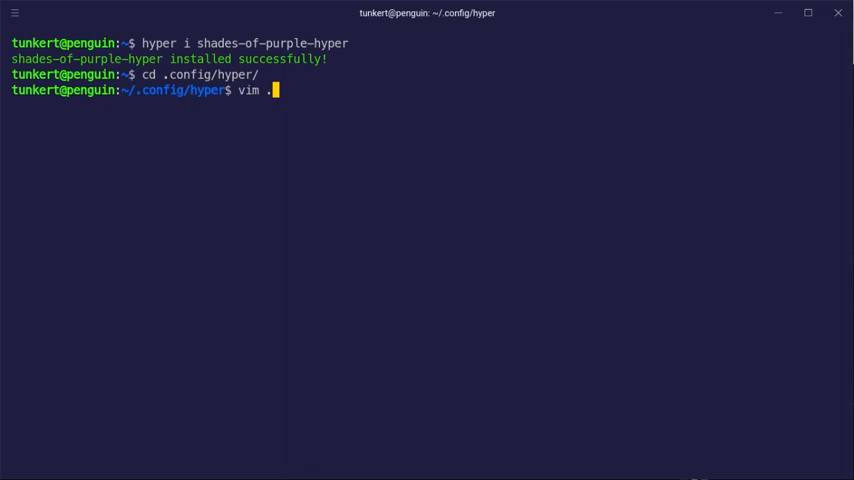 tunkert@penguin: ~/.config/hyper
tunkert@penguin:~$ hyper i shades-of-purple-hyper
shades-of-purple-hyper installed successfully!
tunkert@penguin:~$ cd .config/hyper/
tunkert@penguin:~/.config/hyper$ vim .